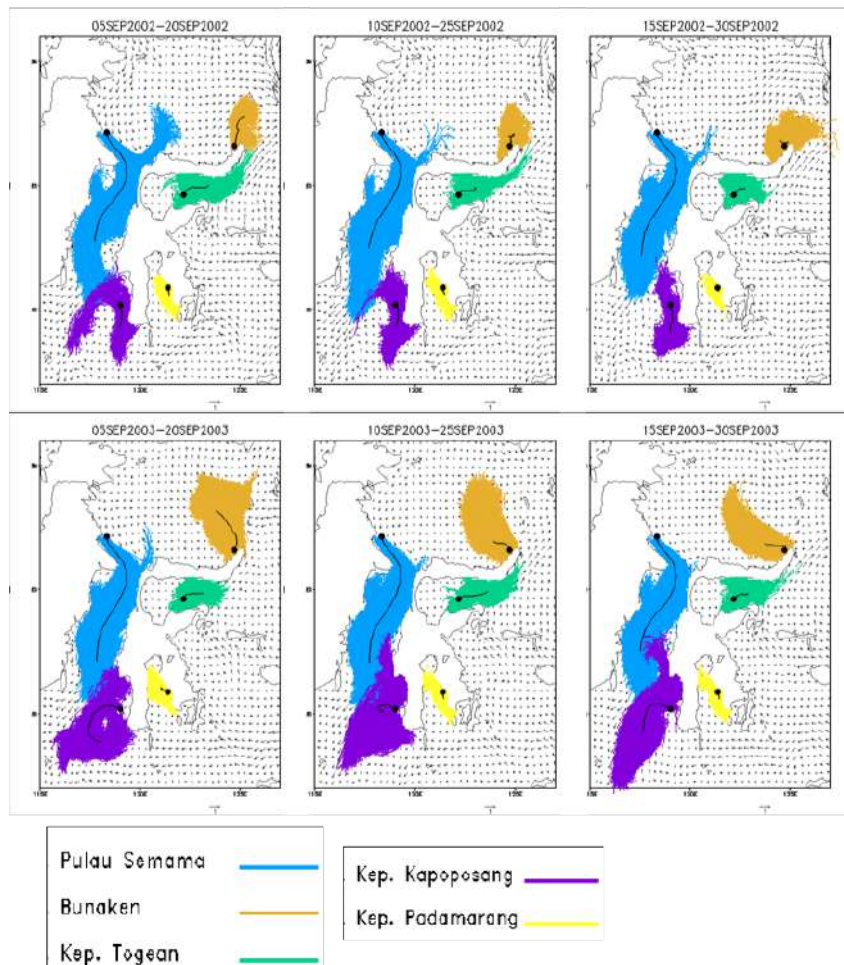 05SEP2002–20SEP2002
10SEP2002–25SEP2002
15SEP2002–30SEP2002
05SEP2003–20SEP2003
10SEP2003–25SEP2003
15SEP2003–30SEP2003
Pulau Semama
Bunaken
Kep. Togean
Kep. Kapoposang
Kep. Padamarang